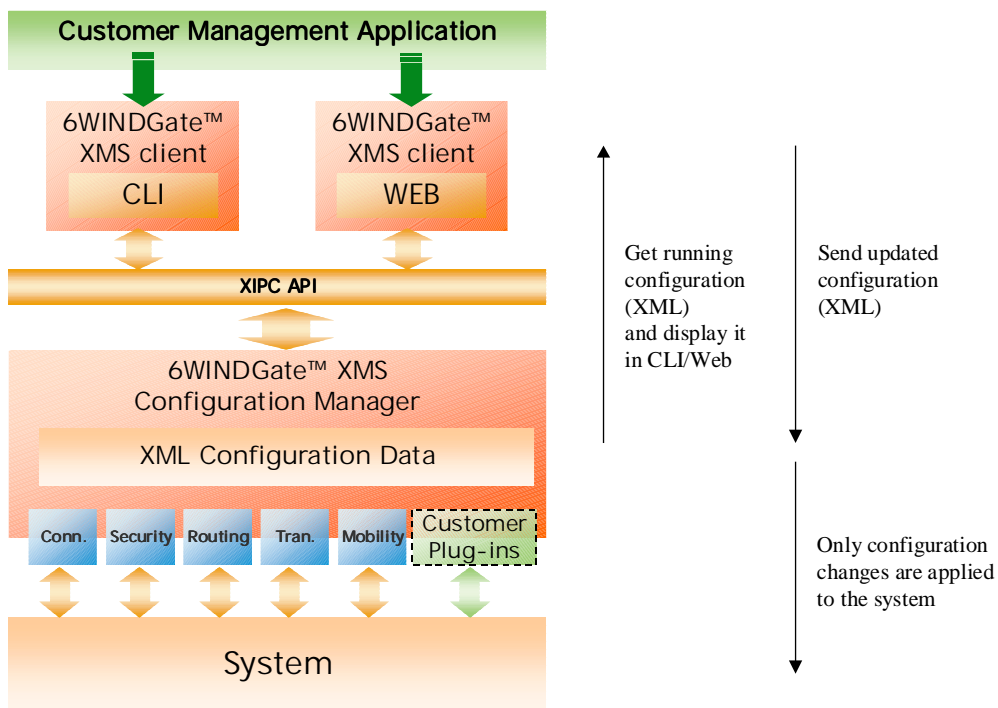 Customer Management Application
6WINDGate™
XMS client
CLI
6WINDGate™
XMS client
WEB
XIPC API
6WINDGate™ XMS
Configuration Manager
XML Configuration Data
Conn.
Security
Routing
Tran.
Mobility
Customer
Plug-ins
System
Get running
configuration
(XML)
and display it
in CLI/Web
Send updated
configuration
(XML)
Only configuration
changes are applied
to the system